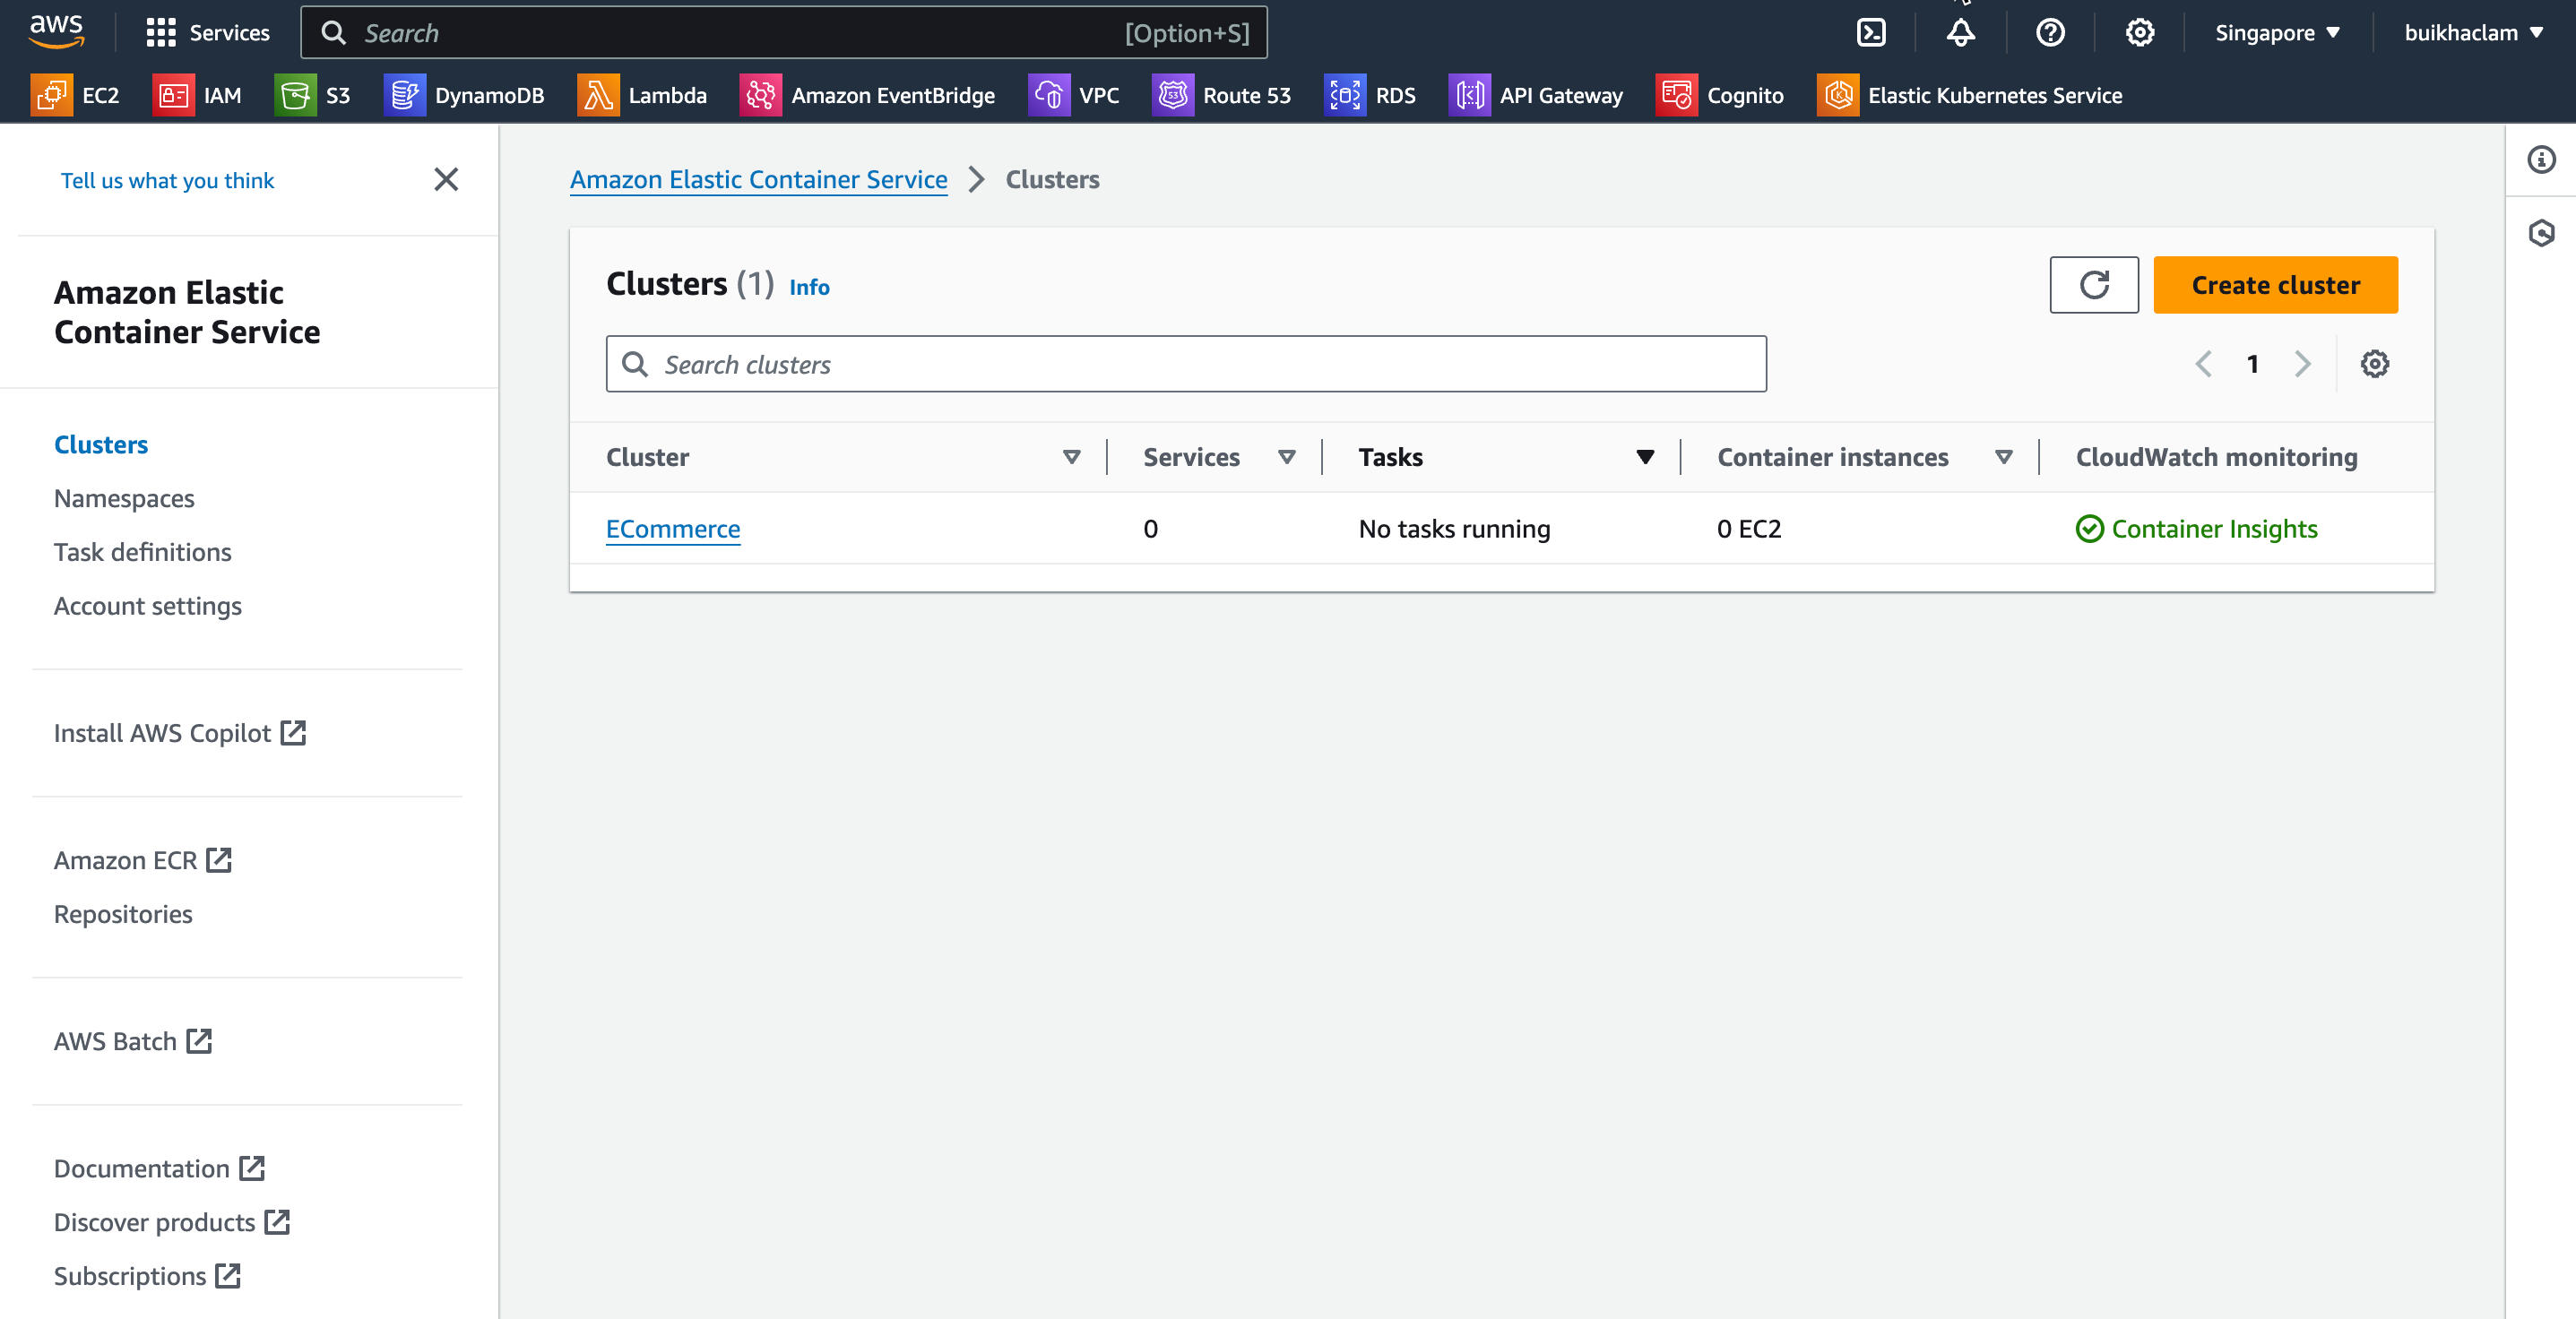 aws
Services
Search
[Option+S]
Singapore
buikhaclam
EC2
IAM
S3
DynamoDB
Lambda
Amazon EventBridge
VPC
Route 53
RDS
API Gateway
Cognito
Elastic Kubernetes Service
Tell us what you think
Amazon Elastic
Container Service
Clusters
Namespaces
Task definitions
Account settings
Install AWS Copilot
Amazon ECR
Repositories
AWS Batch
Documentation
Discover products
Subscriptions
Amazon Elastic Container Service > Clusters
Clusters (1) Info
Create cluster
Search clusters
1
Cluster Services Tasks Container instances CloudWatch monitoring
ECommerce 0 No tasks running 0 EC2 Container Insights